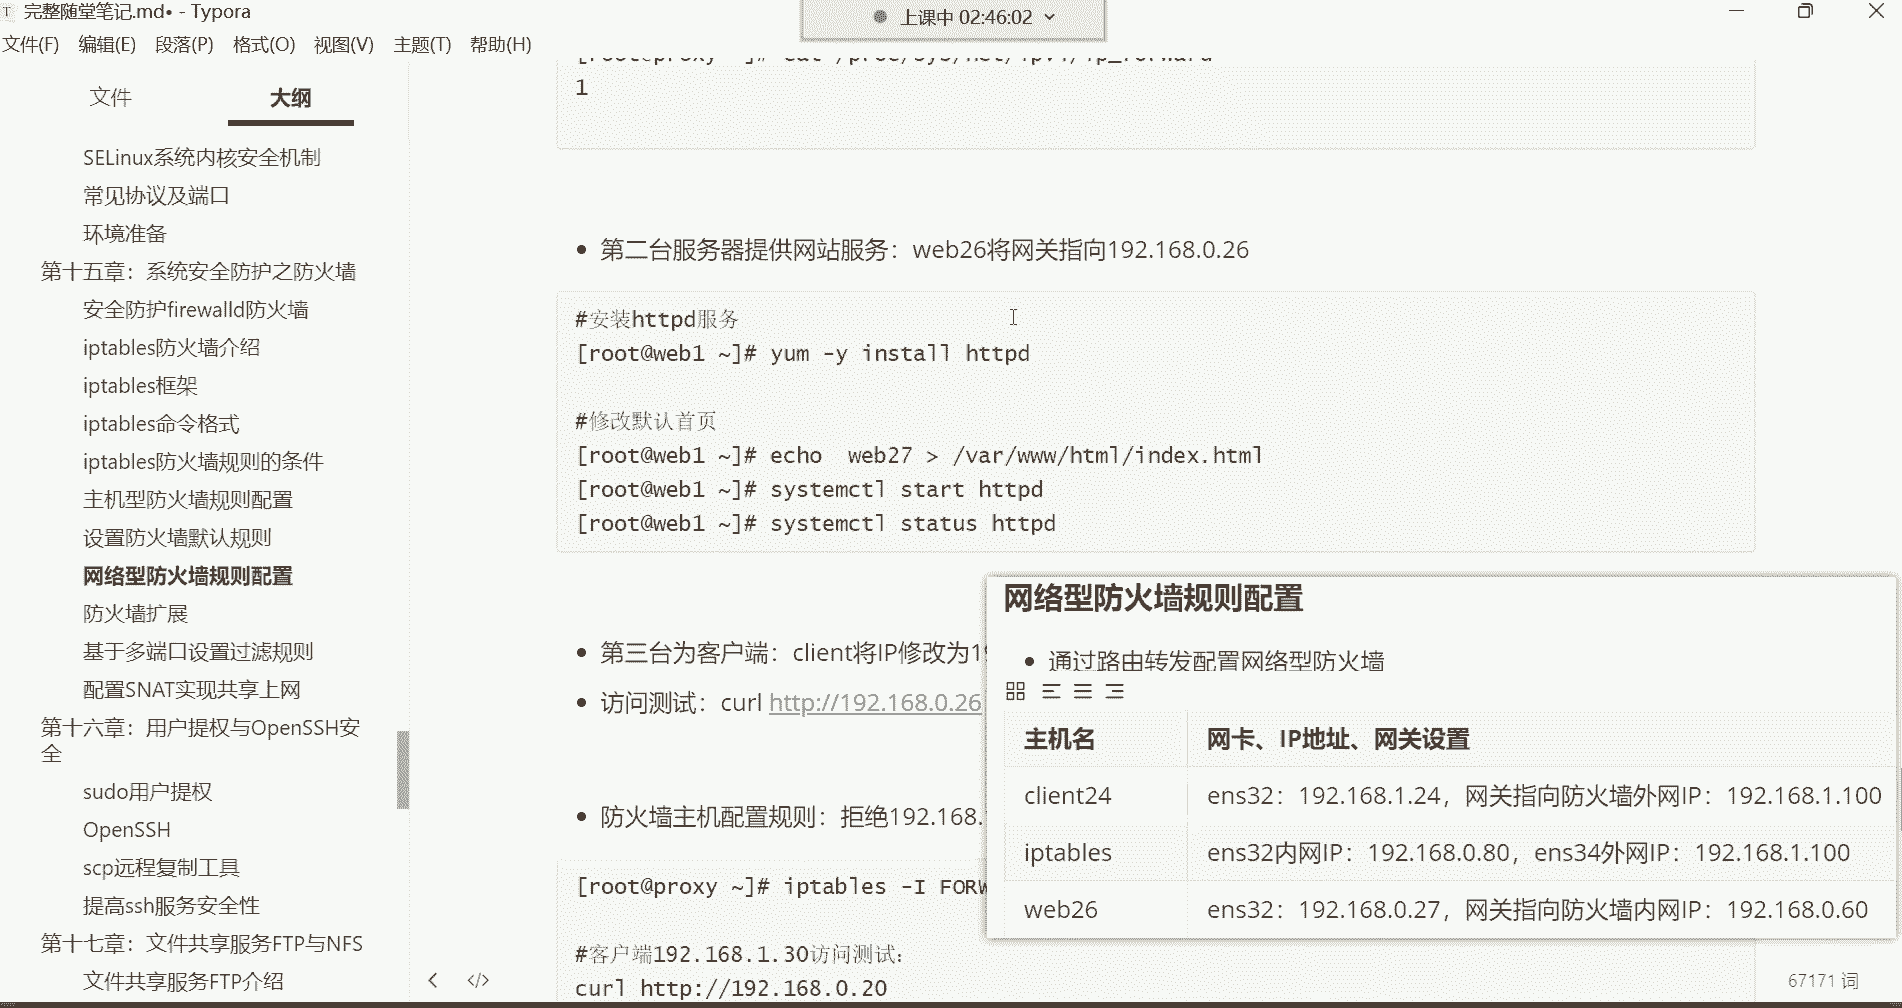 完整随堂笔记.md• - Typora
上课中 02:46:02
文件(F) 编辑(E) 段落(P) 格式(O) 视图(V) 主题(T) 帮助(H)
文件 大纲
SELinux系统内核安全机制
常见协议及端口
环境准备
第十五章：系统安全防护之防火墙
安全防护firewalld防火墙
iptables防火墙介绍
iptables框架
iptables命令格式
iptables防火墙规则的条件
主机型防火墙规则配置
设置防火墙默认规则
网络型防火墙规则配置
防火墙扩展
基于多端口设置过滤规则
配置SNAT实现共享上网
第十六章：用户提权与OpenSSH安
全
sudo用户提权
OpenSSH
scp远程复制工具
提高ssh服务安全性
第十七章：文件共享服务FTP与NFS
文件共享服务FTP介绍
[root@proxy ~]# cat /proc/sys/net/ipv4/ip_forward
1
第二台服务器提供网站服务：web26将网关指向192.168.0.26
#安装httpd服务
[root@web1 ~]# yum -y install httpd
#修改默认首页
[root@web1 ~]# echo  web27 > /var/www/html/index.html
[root@web1 ~]# systemctl start httpd
[root@web1 ~]# systemctl status httpd
第三台为客户端：client将IP修改为19
访问测试：curl http://192.168.0.26
防火墙主机配置规则：拒绝192.168.
[root@proxy ~]# iptables -I FORW
#客户端192.168.1.30访问测试：
curl http://192.168.0.20
网络型防火墙规则配置
通过路由转发配置网络型防火墙
主机名 网卡、IP地址、网关设置
client24 ens32：192.168.1.24，网关指向防火墙外网IP：192.168.1.100
iptables ens32内网IP：192.168.0.80，ens34外网IP：192.168.1.100
web26 ens32：192.168.0.27，网关指向防火墙内网IP：192.168.0.60
67171 词